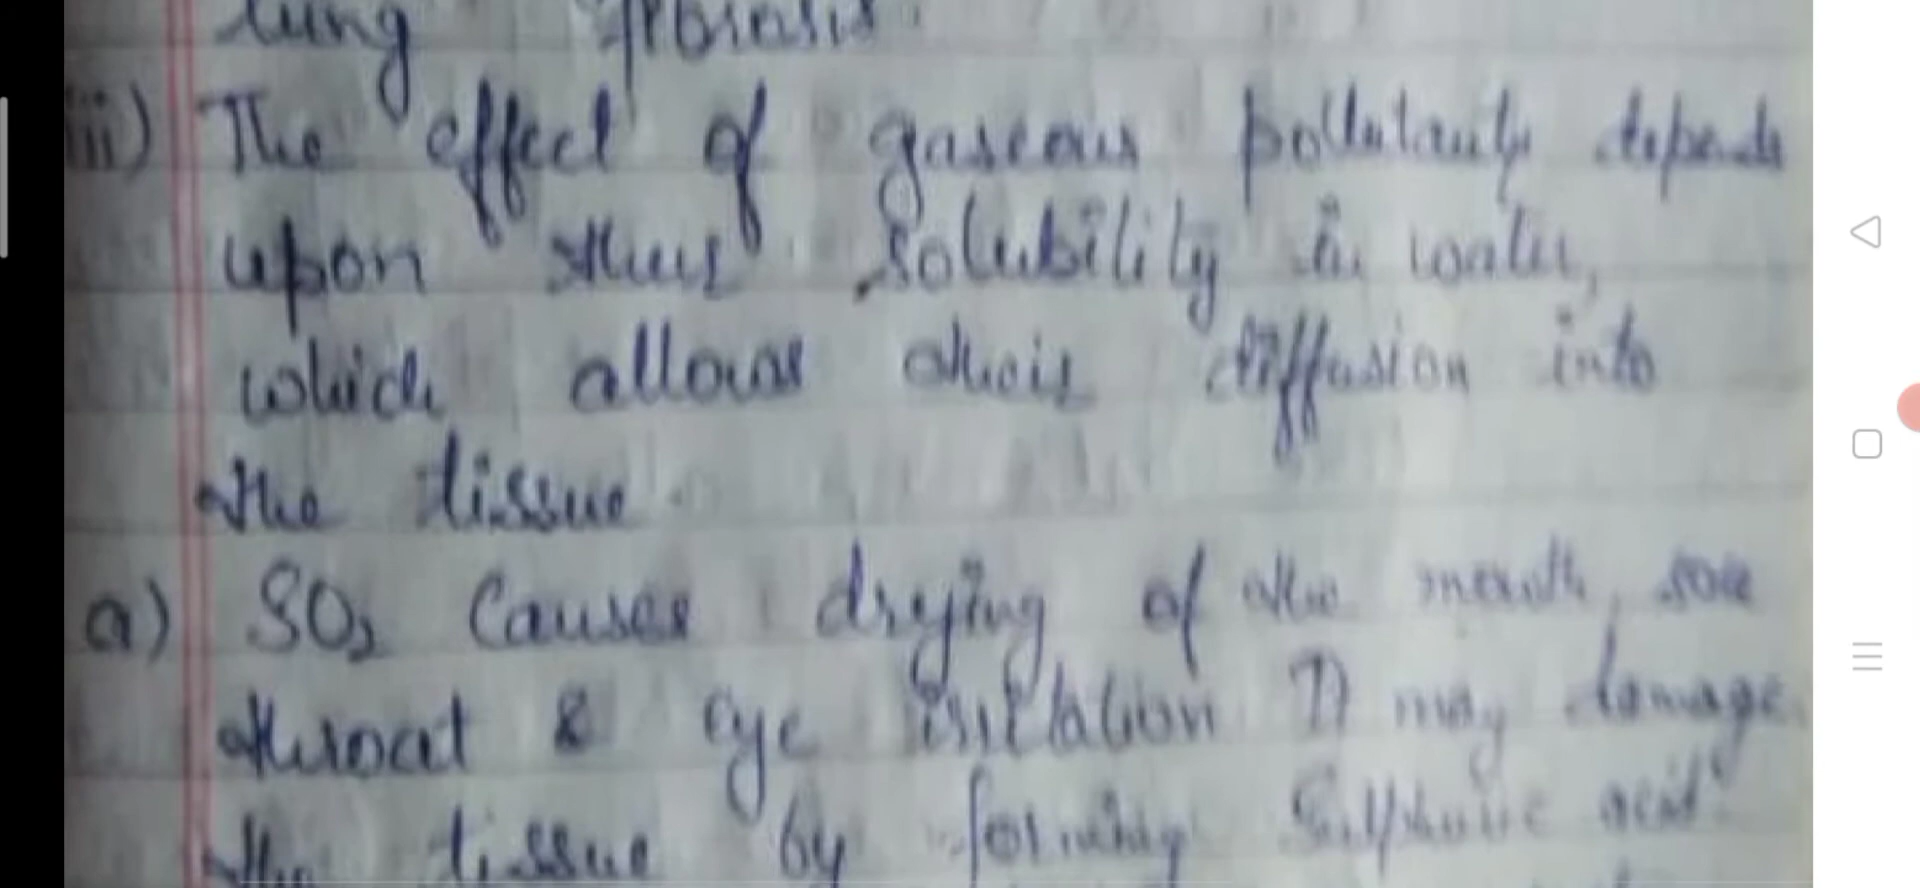 lung fibrosis.
iii) The effect of gaseous pollutants depends
upon their solubility in water,
which allows their diffusion into
the tissue.
a) SO₂ causes drying of the mouth, sore
throat & eye irritation It may damage
the tissue by forming Sulphuric acid